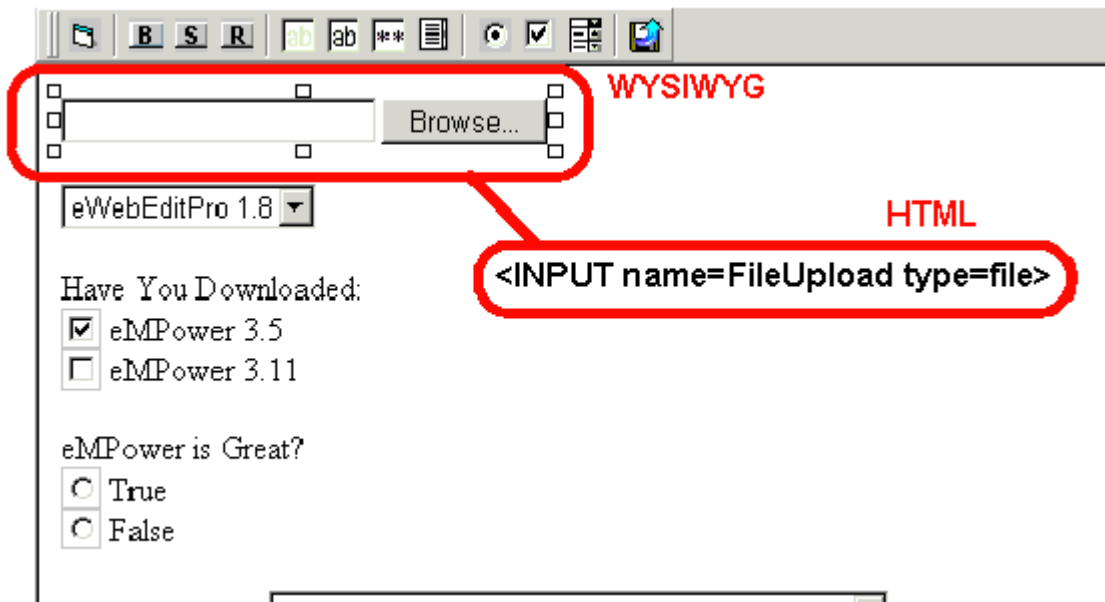 B S R ab ab **
WYSIWYG
Browse...
eWebEditPro 1.8
HTML
<INPUT name=FileUpload type=file>
Have You Downloaded:
eMPower 3.5
eMPower 3.11
eMPower is Great?
True
False